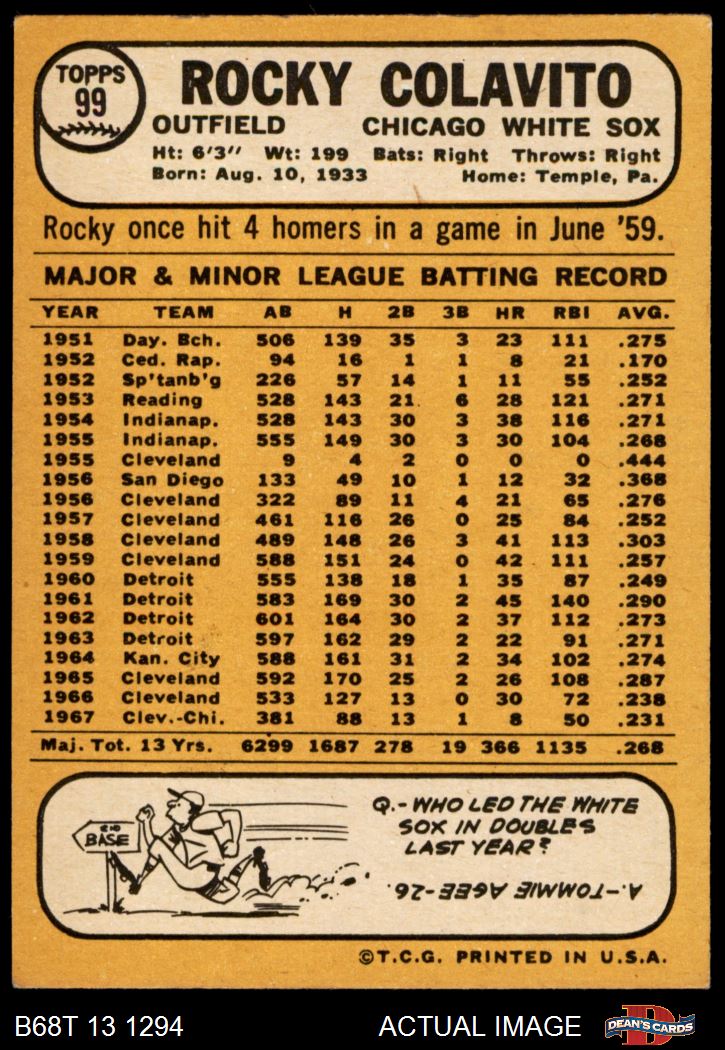 TOPPS
99
ROCKY COLAVITO
OUTFIELD CHICAGO WHITE SOX
Ht: 6'3" Wt: 199 Bats: Right Throws: Right
Born: Aug. 10, 1933 Home: Temple, Pa.
Rocky once hit 4 homers in a game in June '59.
MAJOR & MINOR LEAGUE BATTING RECORD
YEAR TEAM AB H 2B 3B HR RBI AVG.
1951 Day. Bch. 506 139 35 3 23 111 .275
1952 Ced. Rap. 94 16 1 1 8 21 .170
1952 Sp'tanb'g 226 57 14 1 11 55 .252
1953 Reading 528 143 21 6 28 121 .271
1954 Indianap. 528 143 30 3 38 116 .271
1955 Indianap. 555 149 30 3 30 104 .268
1955 Cleveland 9 4 2 0 0 0 .444
1956 San Diego 133 49 10 1 12 32 .368
1956 Cleveland 322 89 11 4 21 65 .276
1957 Cleveland 461 116 26 0 25 84 .252
1958 Cleveland 489 148 26 3 41 113 .303
1959 Cleveland 588 151 24 0 42 111 .257
1960 Detroit 555 138 18 1 35 87 .249
1961 Detroit 583 169 30 2 45 140 .290
1962 Detroit 601 164 30 2 37 112 .273
1963 Detroit 597 162 29 2 22 91 .271
1964 Kan. City 588 161 31 2 34 102 .274
1965 Cleveland 592 170 25 2 26 108 .287
1966 Cleveland 533 127 13 0 30 72 .238
1967 Clev.-Chi. 381 88 13 1 8 50 .231
Maj. Tot. 13 Yrs. 6299 1687 278 19 366 1135 .268
2ND
BASE
Q.-WHO LED THE WHITE
SOX IN DOUBLES
LAST YEAR?
A.-TOMMIE AGEE-26.
©T.C.G. PRINTED IN U.S.A.
B68T 13 1294 ACTUAL IMAGE
D
DEAN'S CARDS